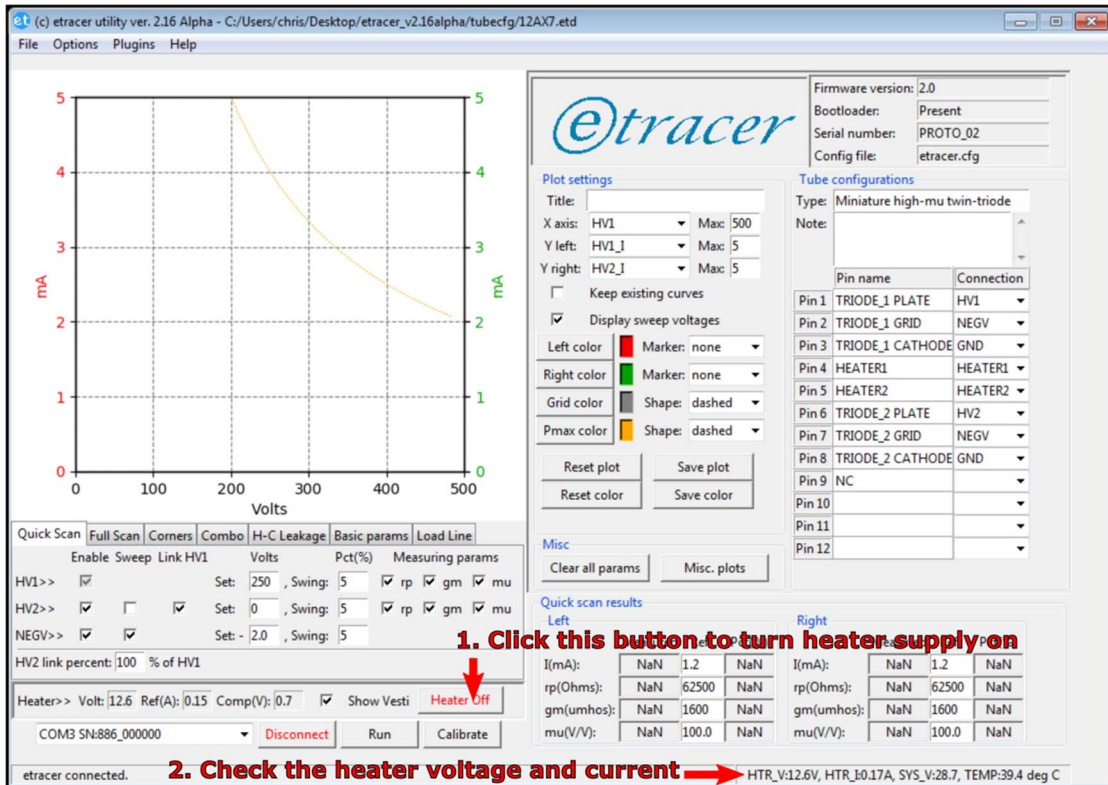 (c) etracer utility ver. 2.16 Alpha - C:/Users/chris/Desktop/etracer_v2.16alpha/tubecfg/12AX7.etd
File Options Plugins Help
5
4
3
2
1
0
mA
0 100 200 300 400 500
Volts
5
4
3
2
1
0
mA
etracer
Firmware version: 2.0
Bootloader: Present
Serial number: PROTO_02
Config file: etracer.cfg
Plot settings
Title:
X axis: HV1 Max: 500
Y left: HV1_I Max: 5
Y right: HV2_I Max: 5
Keep existing curves
Display sweep voltages
Left color Marker: none
Right color Marker: none
Grid color Shape: dashed
Pmax color Shape: dashed
Reset plot Save plot
Reset color Save color
Misc
Clear all params Misc. plots
Tube configurations
Type: Miniature high-mu twin-triode
Note:
Pin name Connection
Pin 1 TRIODE_1 PLATE HV1
Pin 2 TRIODE_1 GRID NEGV
Pin 3 TRIODE_1 CATHODE GND
Pin 4 HEATER1 HEATER1
Pin 5 HEATER2 HEATER2
Pin 6 TRIODE_2 PLATE HV2
Pin 7 TRIODE_2 GRID NEGV
Pin 8 TRIODE_2 CATHODE GND
Pin 9 NC
Pin 10
Pin 11
Pin 12
Quick Scan Full Scan Corners Combo H-C Leakage Basic params Load Line
Enable Sweep Link HV1 Volts Pct(%) Measuring params
HV1>> Set: 250 , Swing: 5 rp gm mu
HV2>> Set: 0 , Swing: 5 rp gm mu
NEGV>> Set: - 2.0 , Swing: 5
HV2 link percent: 100 % of HV1
Quick scan results
Left Right
1. Click this button to turn heater supply on
I(mA): NaN 1.2 NaN I(mA): NaN 1.2 NaN
rp(Ohms): NaN 62500 NaN rp(Ohms): NaN 62500 NaN
gm(umhos): NaN 1600 NaN gm(umhos): NaN 1600 NaN
mu(V/V): NaN 100.0 NaN mu(V/V): NaN 100.0 NaN
Heater>> Volt: 12.6 Ref(A): 0.15 Comp(V): 0.7 Show Vesti Heater Off
COM3 SN:886_000000 Disconnect Run Calibrate
etracer connected.
2. Check the heater voltage and current
HTR_V:12.6V, HTR_I:0.17A, SYS_V:28.7, TEMP:39.4 deg C